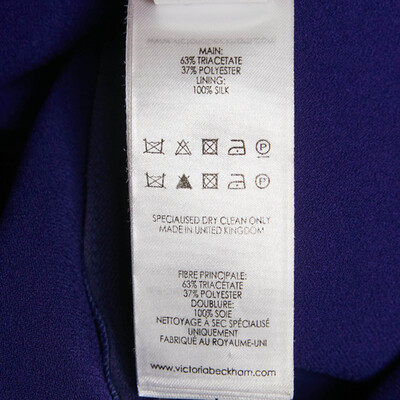 MAIN:
63% TRIACETATE
37% POLYESTER
LINING:
100% SILK
P
P
SPECIALISED DRY CLEAN ONLY
MADE IN UNITED KINGDOM
FIBRE PRINCIPALE:
63% TRIACÉTATE
37% POLYESTER
DOUBLURE:
100% SOIE
NETTOYAGE À SEC SPÉCIALISÉ
UNIQUEMENT
FABRIQUÉ AU ROYAUME-UNI
www.victoriabeckham.com